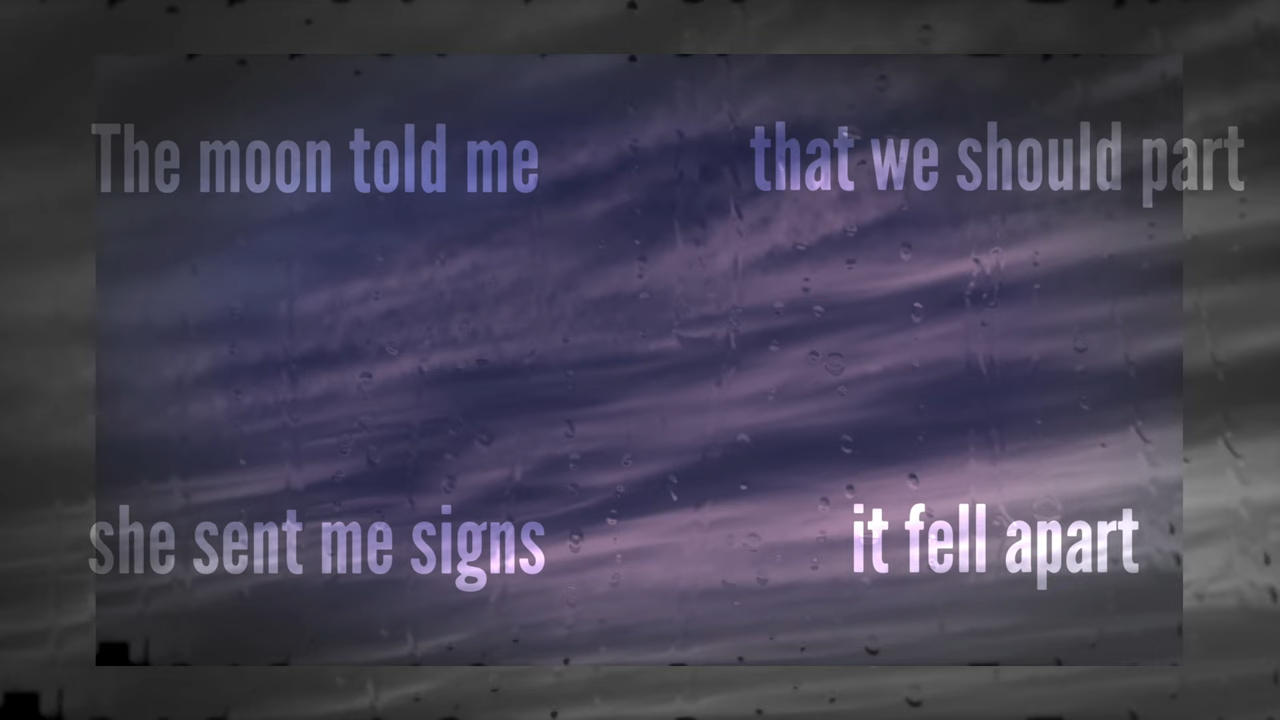 The moon told me
that we should part
she sent me signs
it fell apart